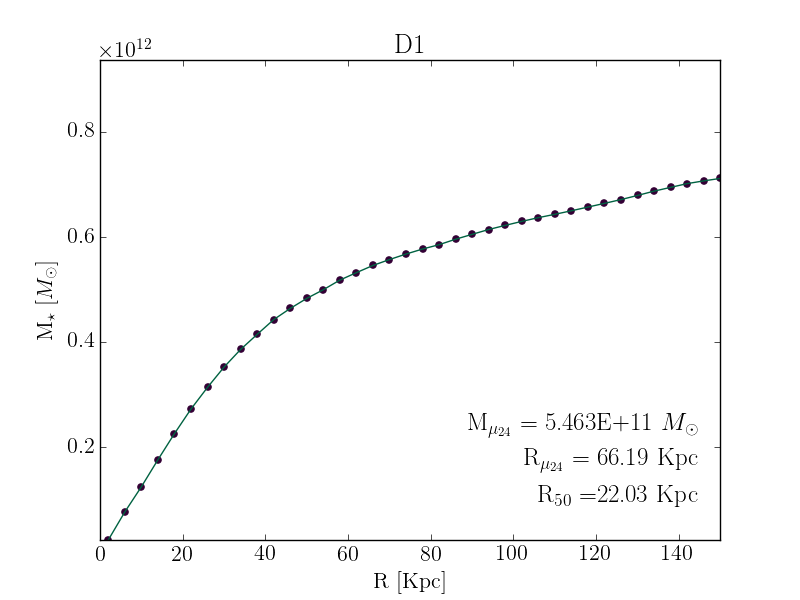 D1
×10¹²
0.8
0.6
0.4
0.2
M⋆ [M⊙]
M_μ₂₄ = 5.463E+11 M⊙
R_μ₂₄ = 66.19 Kpc
R₅₀ =22.03 Kpc
0 20 40 60 80 100 120 140
R [Kpc]